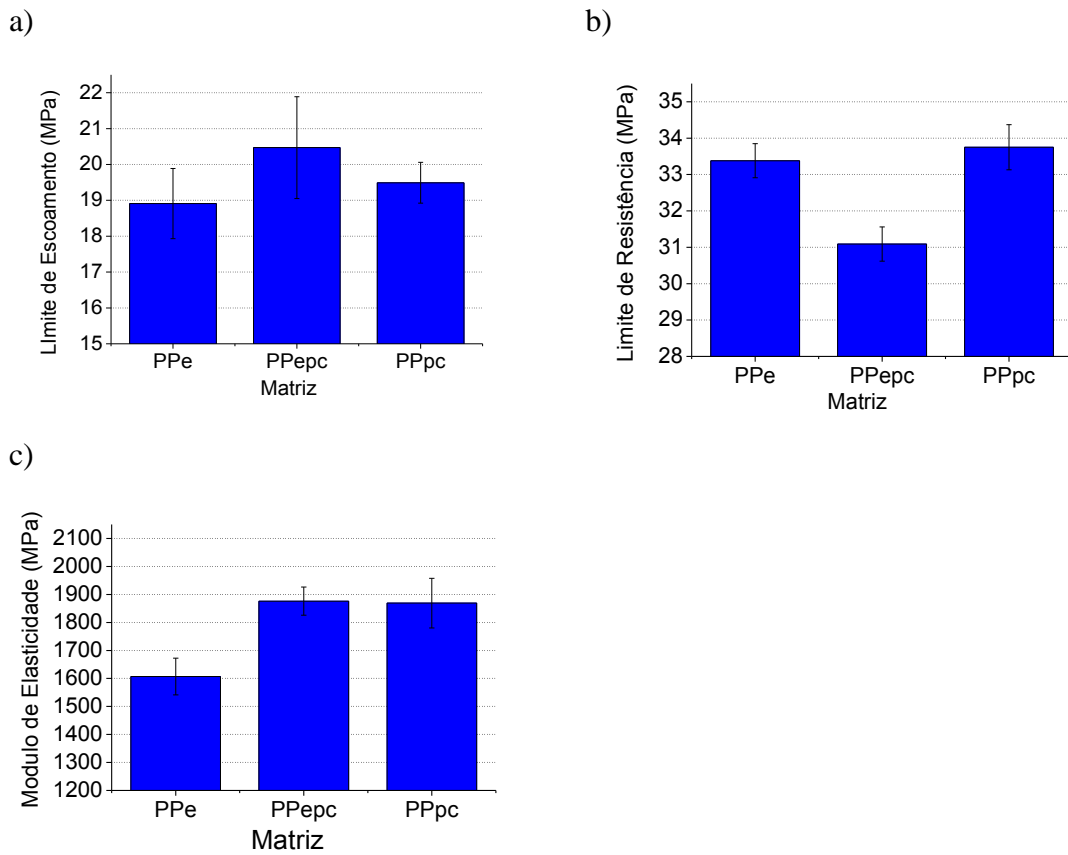 a)
LImite de Escoamento (MPa)
22
21
20
19
18
17
16
15
PPe PPepc PPpc
Matriz
b)
Limite de Resistência (MPa)
35
34
33
32
31
30
29
28
PPe PPepc PPpc
Matriz
c)
Modulo de Elasticidade (MPa)
2100
2000
1900
1800
1700
1600
1500
1400
1300
1200
PPe PPepc PPpc
Matriz